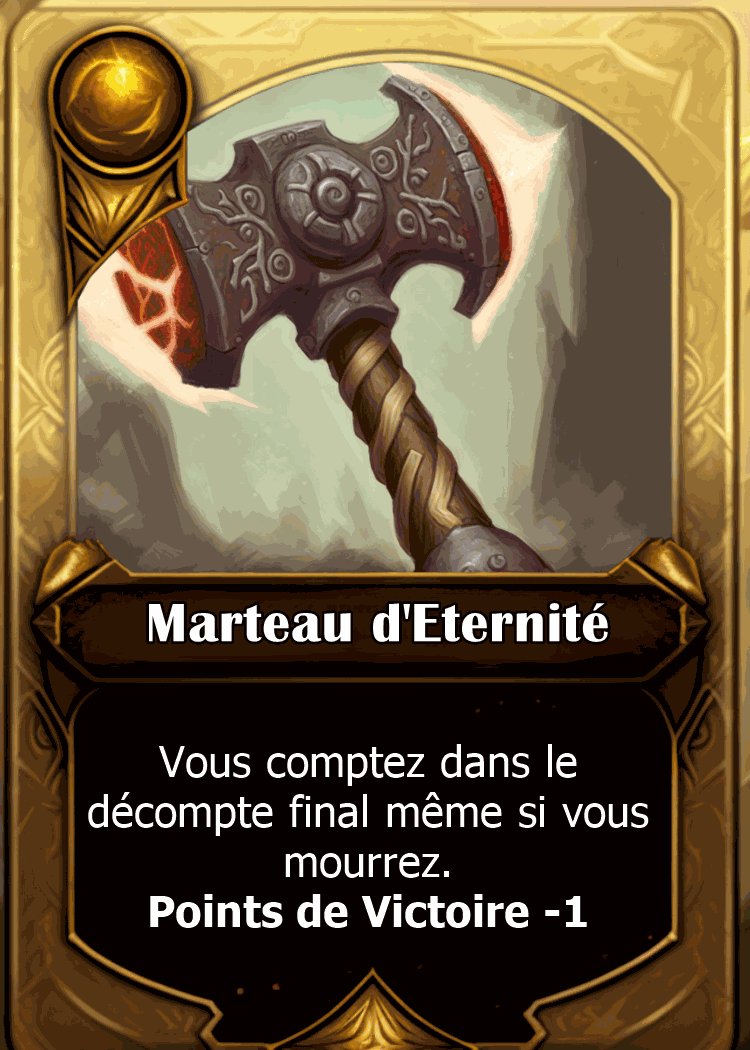 Marteau d'Eternité
Vous comptez dans le
décompte final même si vous
mourrez.
Points de Victoire -1